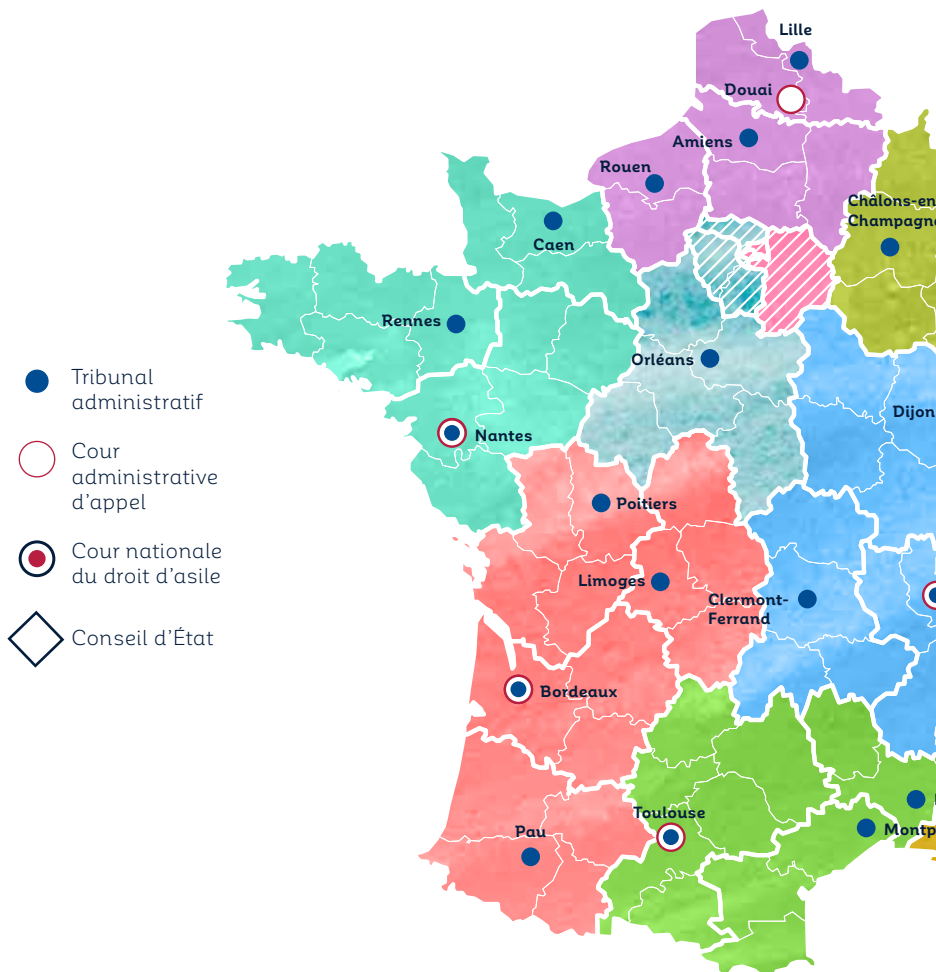 Lille
Douai
Amiens
Rouen
Châlons-en
Champagne
Caen
Rennes
Orléans
Tribunal
administratif
Dijon
Cour
administrative
d'appel
Nantes
Poitiers
Cour nationale
du droit d'asile
Limoges
Clermont-
Ferrand
Conseil d'État
Bordeaux
Toulouse
Pau
Montp